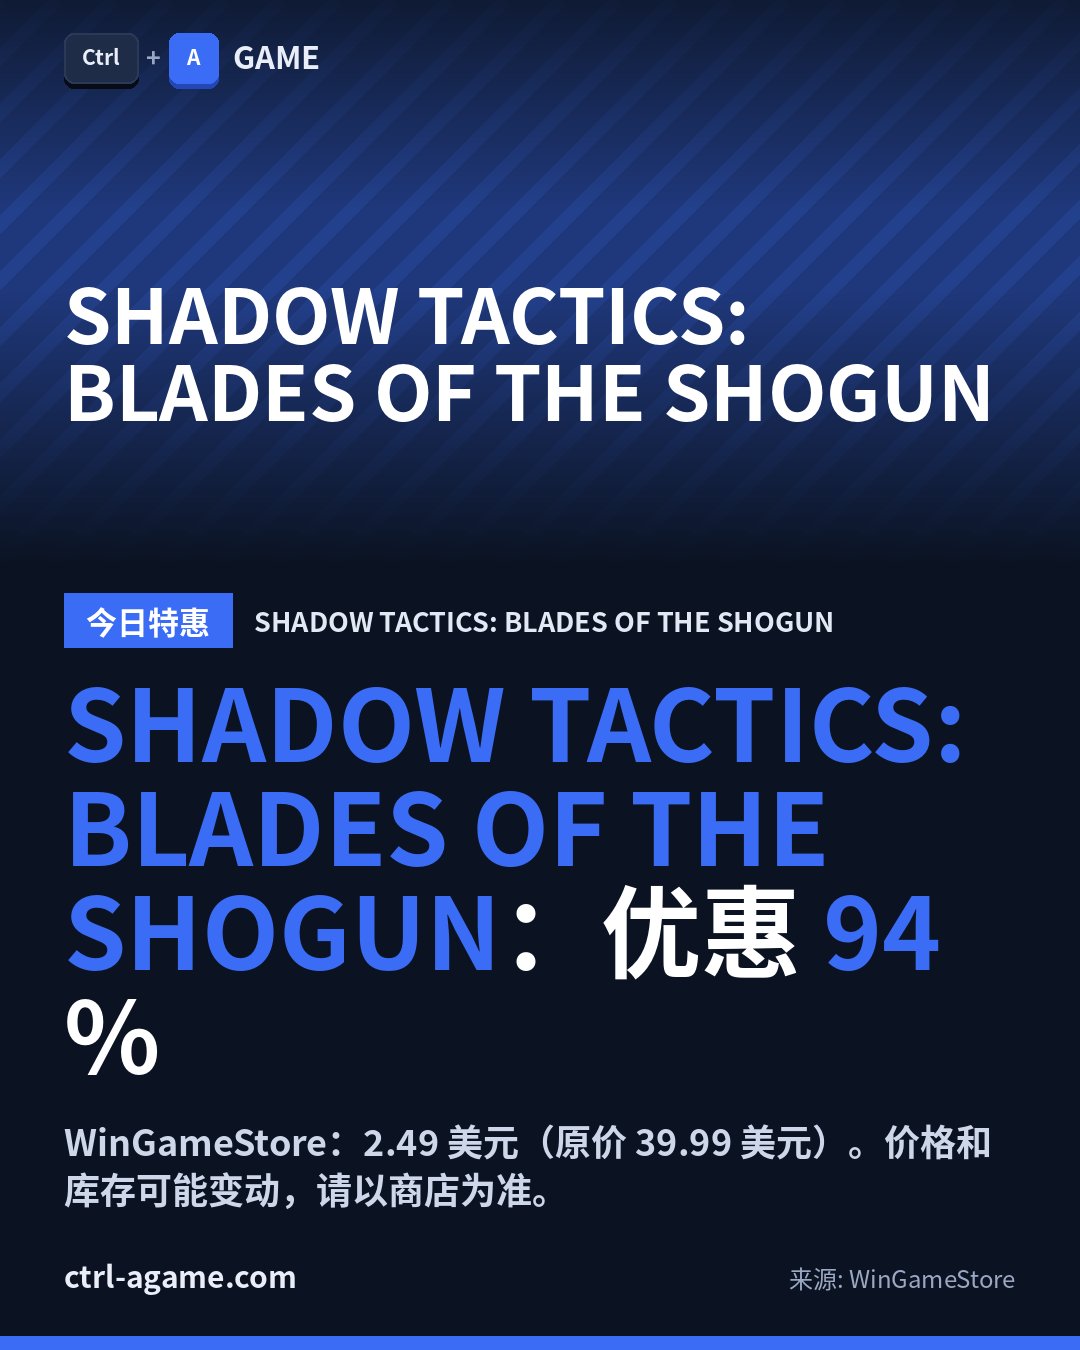 Ctrl + A GAME
SHADOW TACTICS:
BLADES OF THE SHOGUN
今日特惠 SHADOW TACTICS: BLADES OF THE SHOGUN
SHADOW TACTICS:
BLADES OF THE
SHOGUN：优惠 94
%
WinGameStore：2.49 美元（原价 39.99 美元）。价格和
库存可能变动，请以商店为准。
ctrl-agame.com 来源: WinGameStore